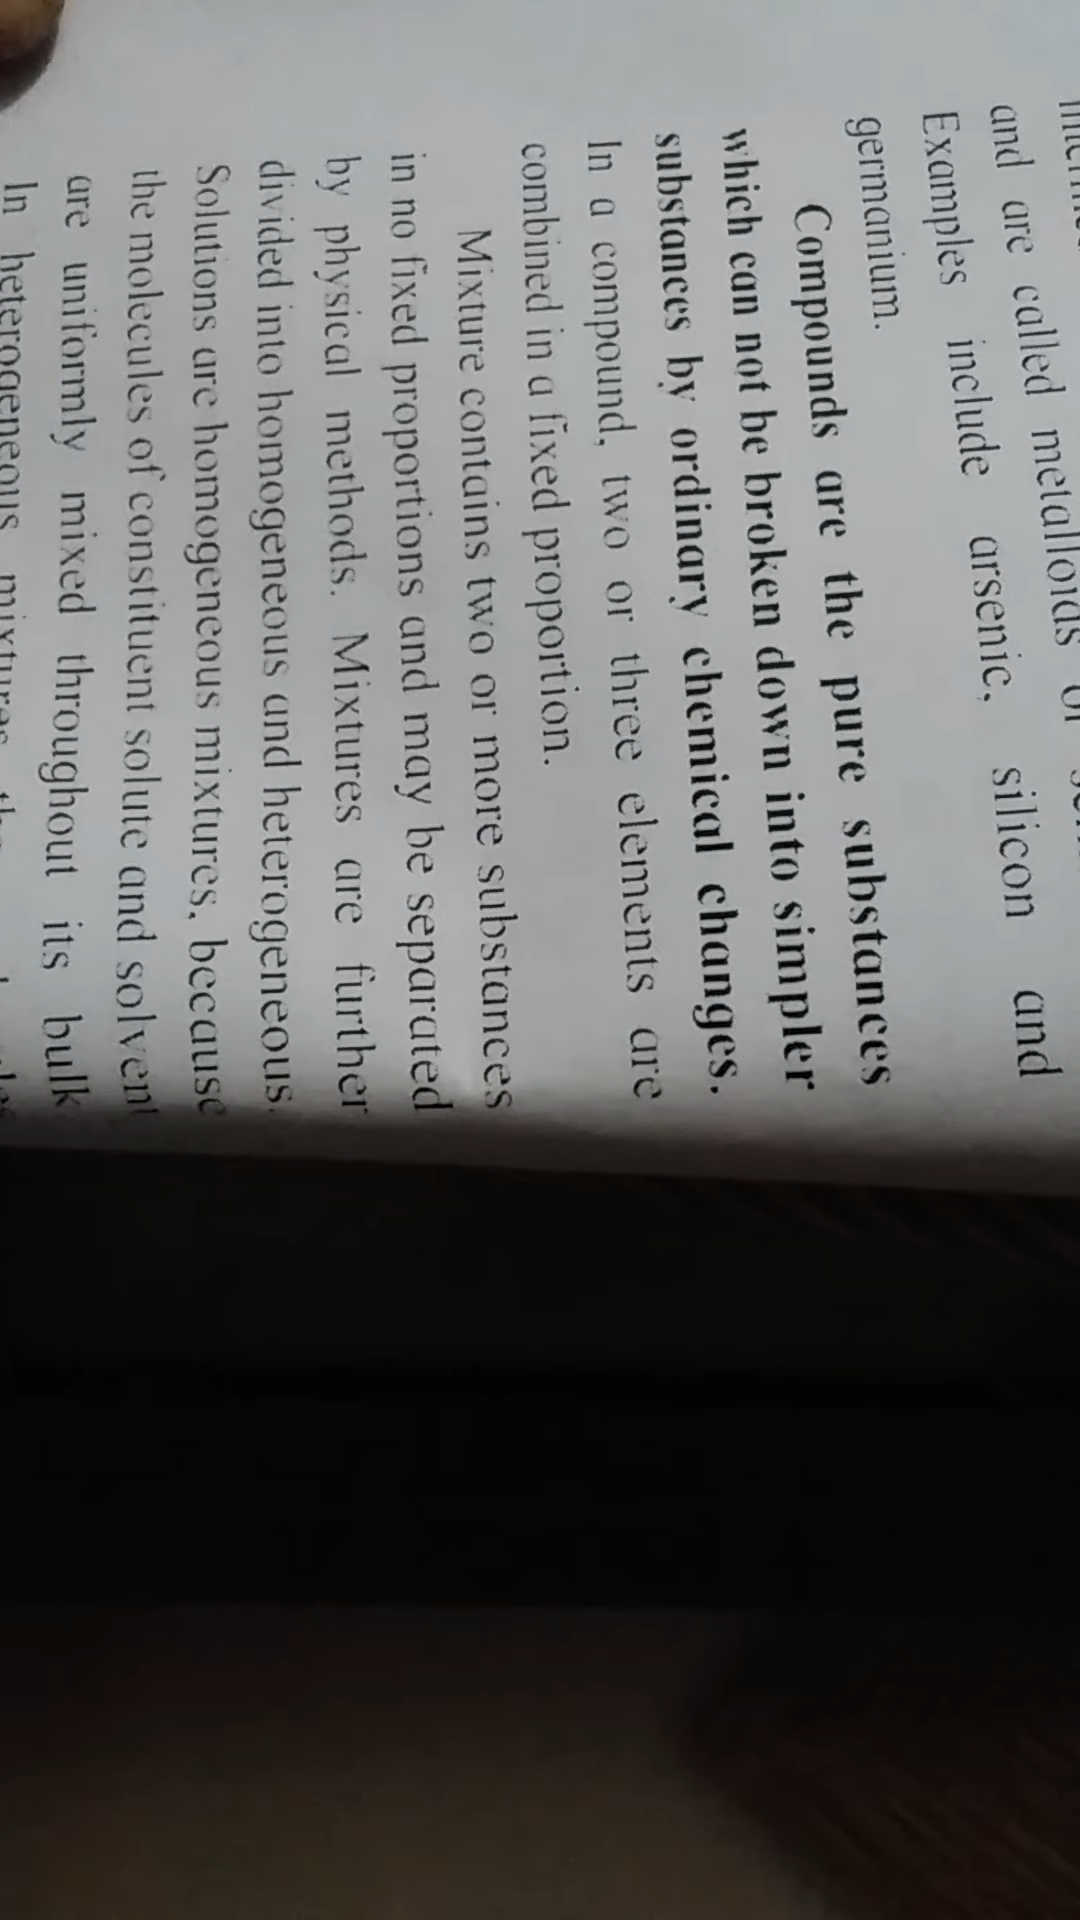 and are called metalloids or
Examples include arsenic, silicon and
germanium.
Compounds are the pure substances
which can not be broken down into simpler
substances by ordinary chemical changes.
In a compound, two or three elements are
combined in a fixed proportion.
Mixture contains two or more substances
in no fixed proportions and may be separated
by physical methods. Mixtures are further
divided into homogeneous and heterogeneous.
Solutions are homogeneous mixtures, because
the molecules of constituent solute and solvent
are uniformly mixed throughout its bulk
In heterogeneous mixtures